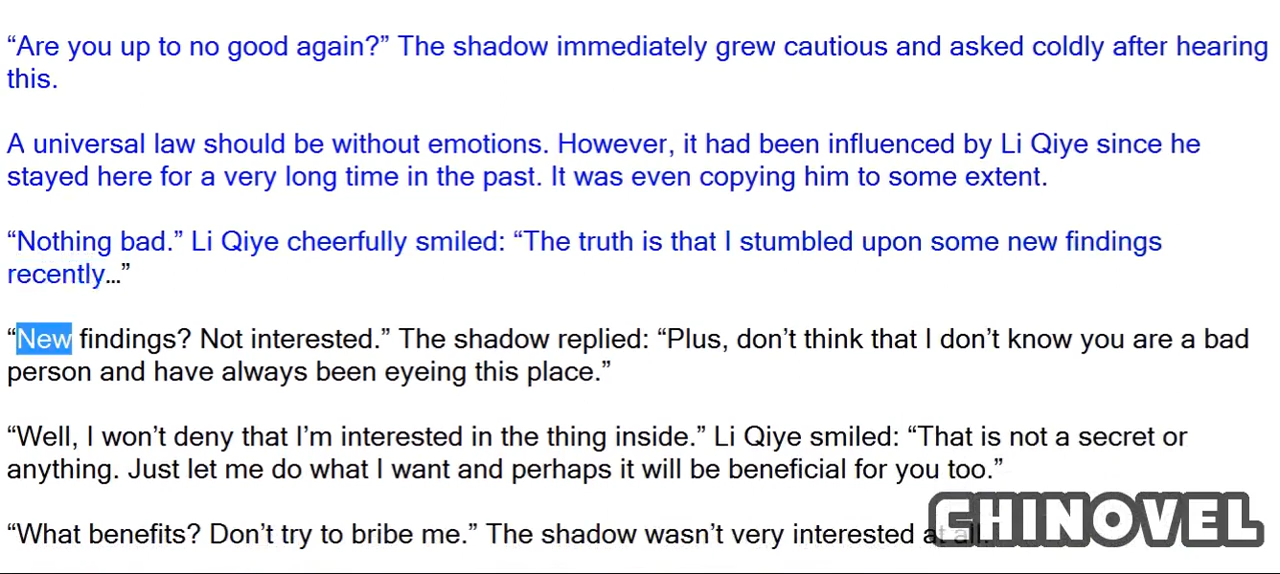 “Are you up to no good again?” The shadow immediately grew cautious and asked coldly after hearing
this.
A universal law should be without emotions. However, it had been influenced by Li Qiye since he
stayed here for a very long time in the past. It was even copying him to some extent.
“Nothing bad.” Li Qiye cheerfully smiled: “The truth is that I stumbled upon some new findings
recently…”
“New findings? Not interested.” The shadow replied: “Plus, don’t think that I don’t know you are a bad
person and have always been eyeing this place.”
“Well, I won’t deny that I’m interested in the thing inside.” Li Qiye smiled: “That is not a secret or
anything. Just let me do what I want and perhaps it will be beneficial for you too.”
“What benefits? Don’t try to bribe me.” The shadow wasn’t very interested at all.
CHINOVEL